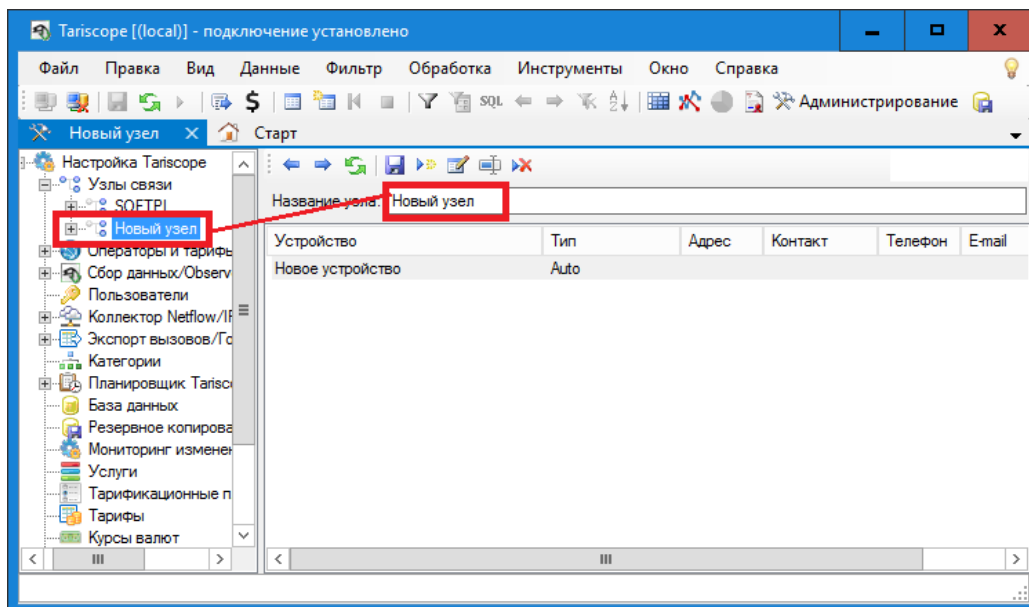 Tariscope [(local)] - подключение установлено
Файл Правка Вид Данные Фильтр Обработка Инструменты Окно Справка
SQL Администрирование
Новый узел Старт
Настройка Tariscope
Узлы связи
SOFTPI
Новый узел
Операторы и тарифы
Сбор данных/Observ
Пользователи
Коллектор Netflow/IF
Экспорт вызовов/Го
Категории
Планировщик Tarisc
База данных
Резервное копирова
Мониторинг изменен
Услуги
Тарификационные п
Тарифы
Курсы валют
Название узла: Новый узел
Устройство Тип Адрес Контакт Телефон E-mail
Новое устройство Auto